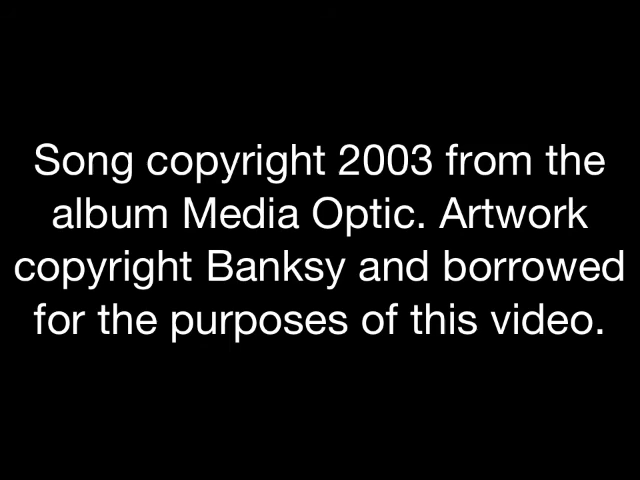 Song copyright 2003 from the
album Media Optic. Artwork
copyright Banksy and borrowed
for the purposes of this video.